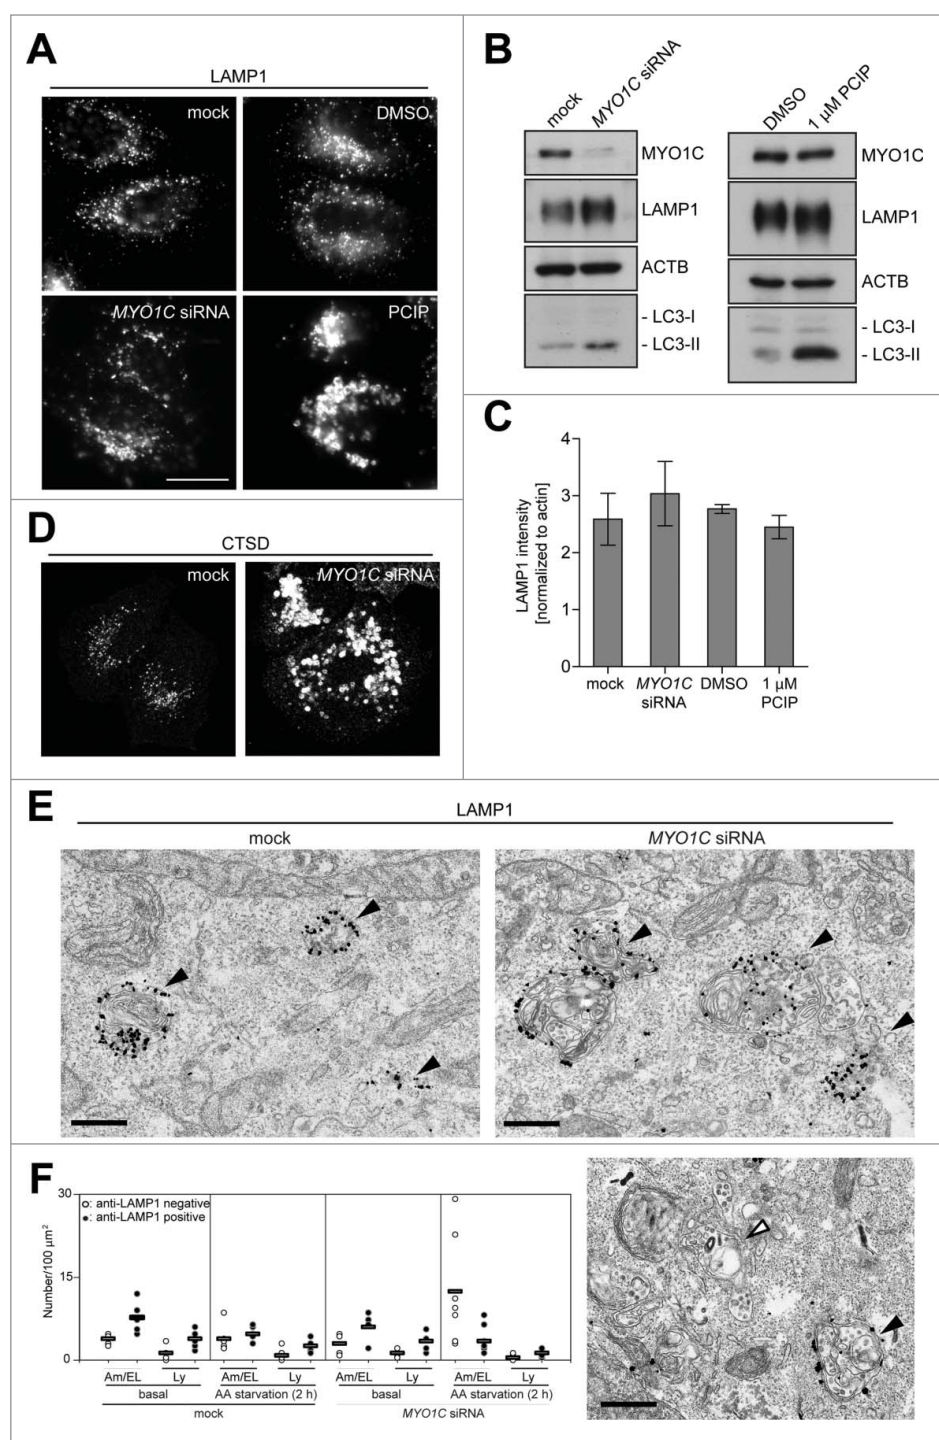 A
LAMP1
mock
DMSO
MYO1C siRNA
PCIP
B
mock
MYO1C siRNA
DMSO
1 µM PCIP
MYO1C
LAMP1
ACTB
- LC3-I
- LC3-II
MYO1C
LAMP1
ACTB
- LC3-I
- LC3-II
C
LAMP1 intensity
[normalized to actin]
4
3
2
1
0
mock
MYO1C
siRNA
DMSO
1 µM
PCIP
D
CTSD
mock
MYO1C siRNA
E
LAMP1
mock
MYO1C siRNA
F
Number/100 µm²
30
15
0
○: anti-LAMP1 negative
●: anti-LAMP1 positive
Am/EL Ly Am/EL Ly Am/EL Ly Am/EL Ly
basal AA starvation (2 h) basal AA starvation (2 h)
mock MYO1C siRNA